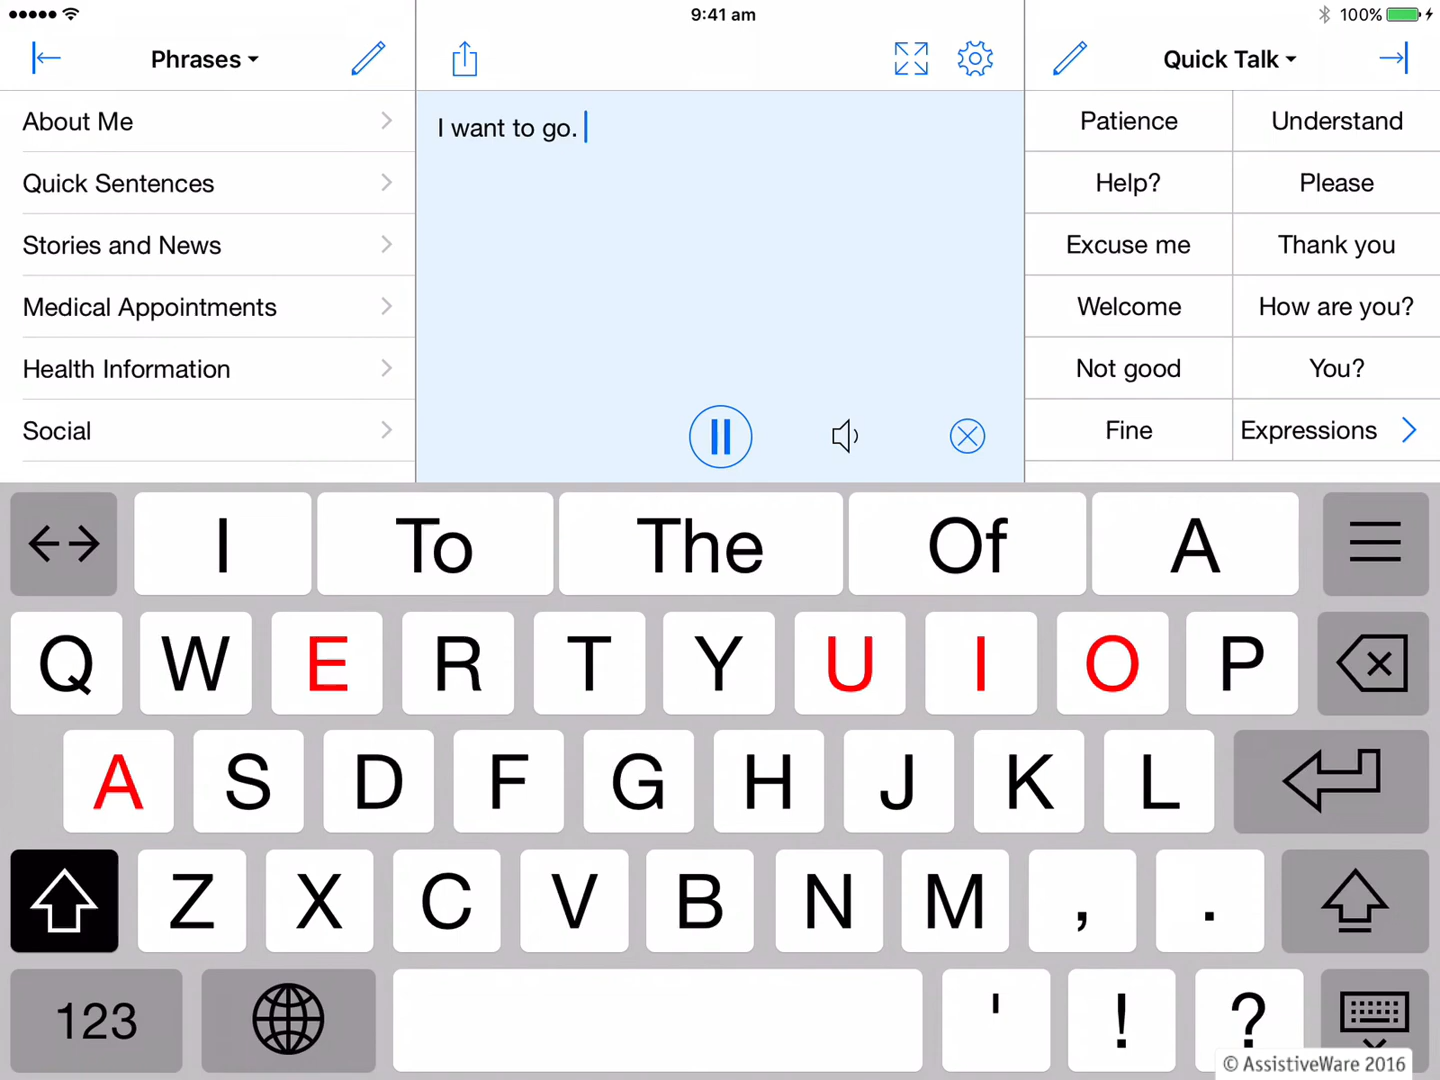 9:41 am
100%
Phrases
Quick Talk
About Me
Quick Sentences
Stories and News
Medical Appointments
Health Information
Social
I want to go.
Patience Understand
Help? Please
Excuse me Thank you
Welcome How are you?
Not good You?
Fine Expressions
I To The Of A
Q W E R T Y U I O P
A S D F G H J K L
Z X C V B N M , .
123 ' ! ?
© AssistiveWare 2016